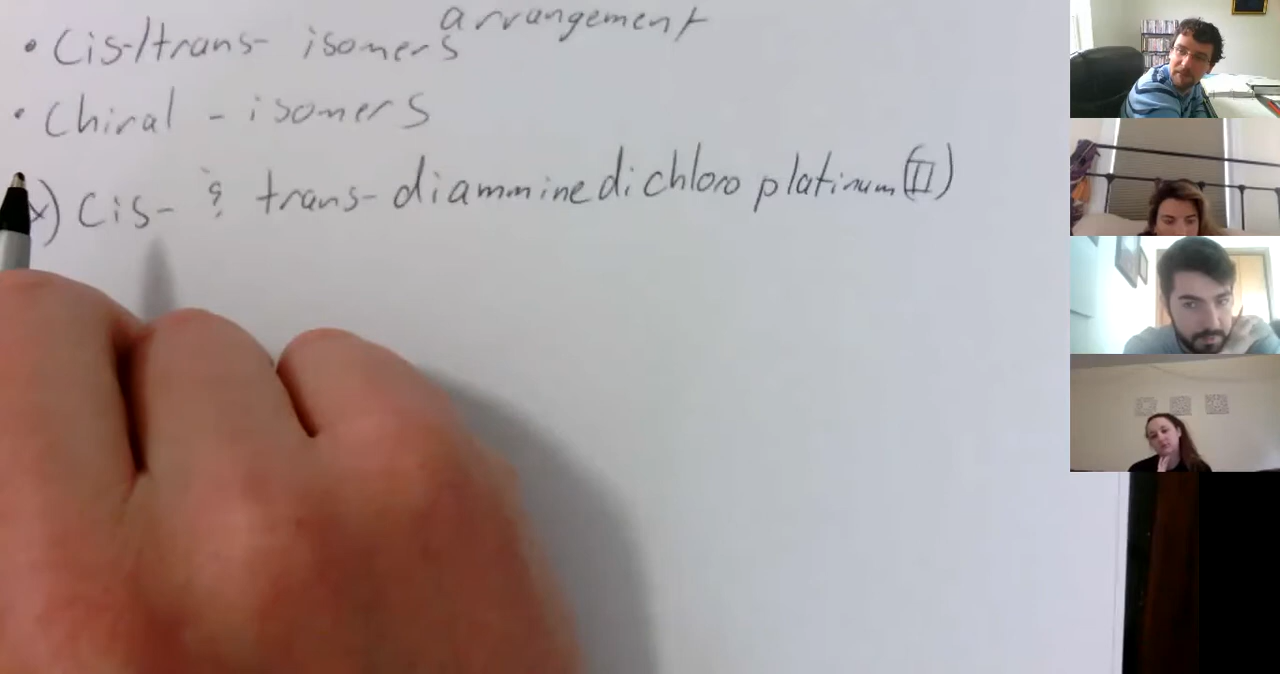 arrangement
• Cis-/trans- isomers
• Chiral - isomers
x) Cis- & trans-diamminedichloroplatinum(II)